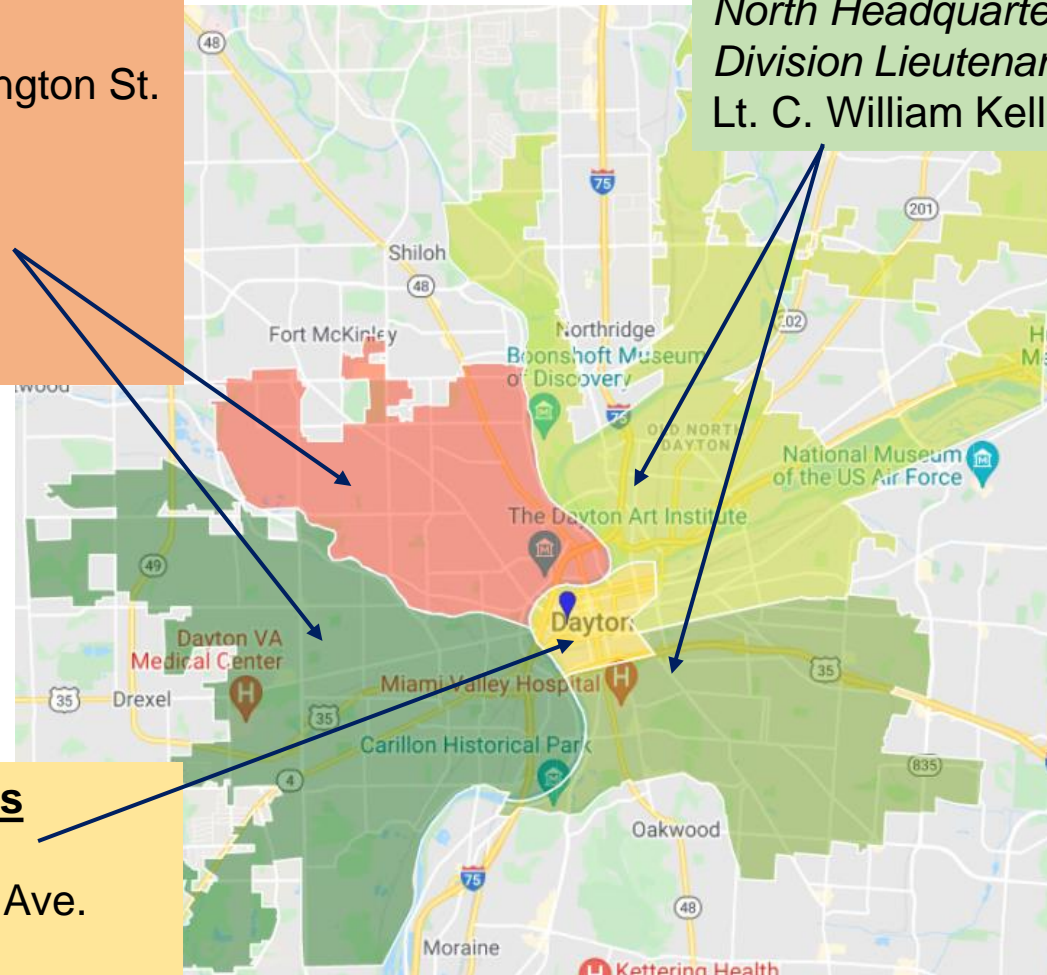 North Headquarte
Division Lieutenar
Lt. C. William Kell
ngton St.
48
75
201
Shiloh
48
Fort McKinley
Northridge
202
Boonshoft Museum
of Discovery
75
OLD NORTH
DAYTON
National Museum
of the US Air Force
The Dayton Art Institute
49
Dayton
Dayton VA
Medical Center
Miami Valley Hospital
35
35
Drexel
35
Carillon Historical Park
4
835
s
Oakwood
Ave.
75
48
Moraine
Kettering Health